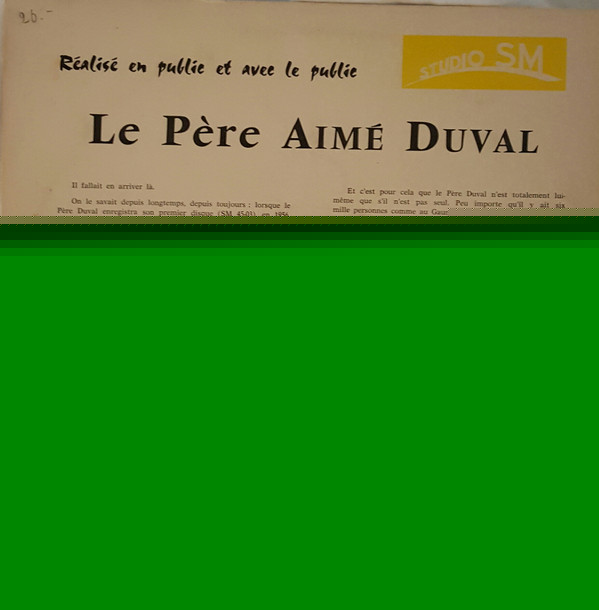 26.-
Réalisé en public et avec le public
STUDIO SM
Le Père AIMÉ DUVAL
Il fallait en arriver là.
On le savait depuis longtemps, depuis toujours : lorsque le
Père Duval enregistra son premier disque (SM 45-03), en 1956
Et c'est pour cela que le Père Duval n'est totalement lui-
même que s'il n'est pas seul. Peu importe qu'il y ait six
mille personnes comme au Gaumont